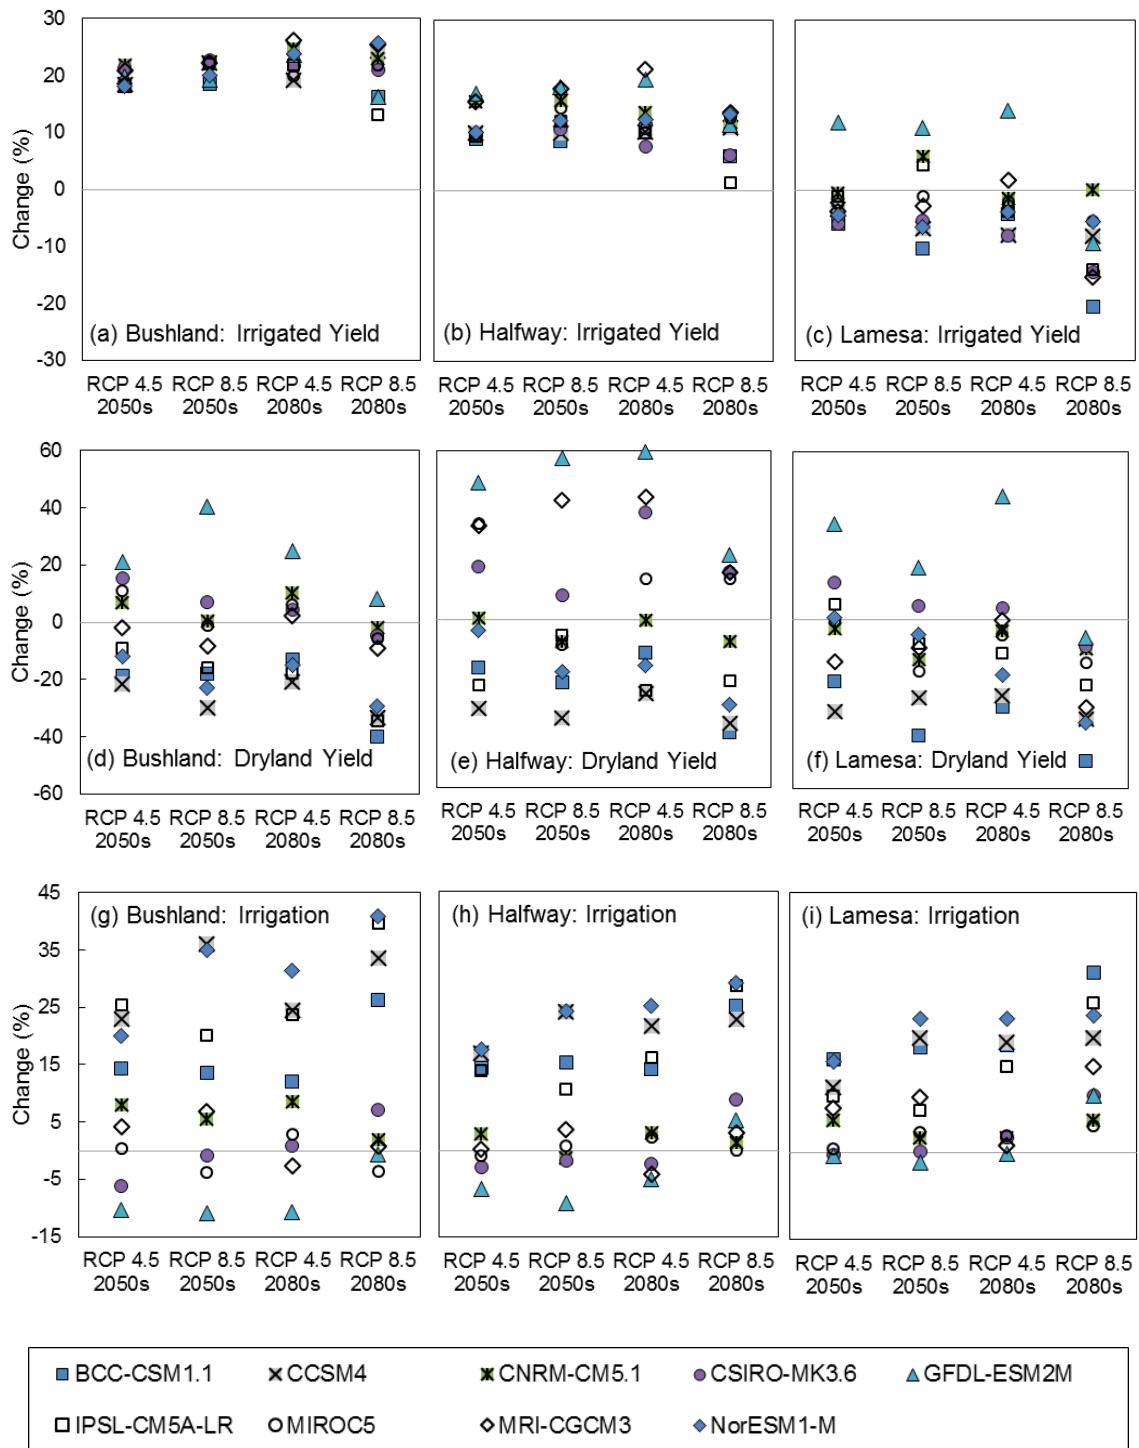 30
20
10
0
-10
-20
-30
Change (%)
(a) Bushland: Irrigated Yield
(b) Halfway: Irrigated Yield
(c) Lamesa: Irrigated Yield
RCP 4.5 RCP 8.5 RCP 4.5 RCP 8.5
2050s 2050s 2080s 2080s
RCP 4.5 RCP 8.5 RCP 4.5 RCP 8.5
2050s 2050s 2080s 2080s
RCP 4.5 RCP 8.5 RCP 4.5 RCP 8.5
2050s 2050s 2080s 2080s
60
40
20
0
-20
-40
-60
Change (%)
(d) Bushland: Dryland Yield
(e) Halfway: Dryland Yield
(f) Lamesa: Dryland Yield
RCP 4.5 RCP 8.5 RCP 4.5 RCP 8.5
2050s 2050s 2080s 2080s
RCP 4.5 RCP 8.5 RCP 4.5 RCP 8.5
2050s 2050s 2080s 2080s
RCP 4.5 RCP 8.5 RCP 4.5 RCP 8.5
2050s 2050s 2080s 2080s
45
35
25
15
5
-5
-15
Change (%)
(g) Bushland: Irrigation
(h) Halfway: Irrigation
(i) Lamesa: Irrigation
RCP 4.5 RCP 8.5 RCP 4.5 RCP 8.5
2050s 2050s 2080s 2080s
RCP 4.5 RCP 8.5 RCP 4.5 RCP 8.5
2050s 2050s 2080s 2080s
RCP 4.5 RCP 8.5 RCP 4.5 RCP 8.5
2050s 2050s 2080s 2080s
BCC-CSM1.1 CCSM4 CNRM-CM5.1 CSIRO-MK3.6 GFDL-ESM2M
IPSL-CM5A-LR MIROC5 MRI-CGCM3 NorESM1-M